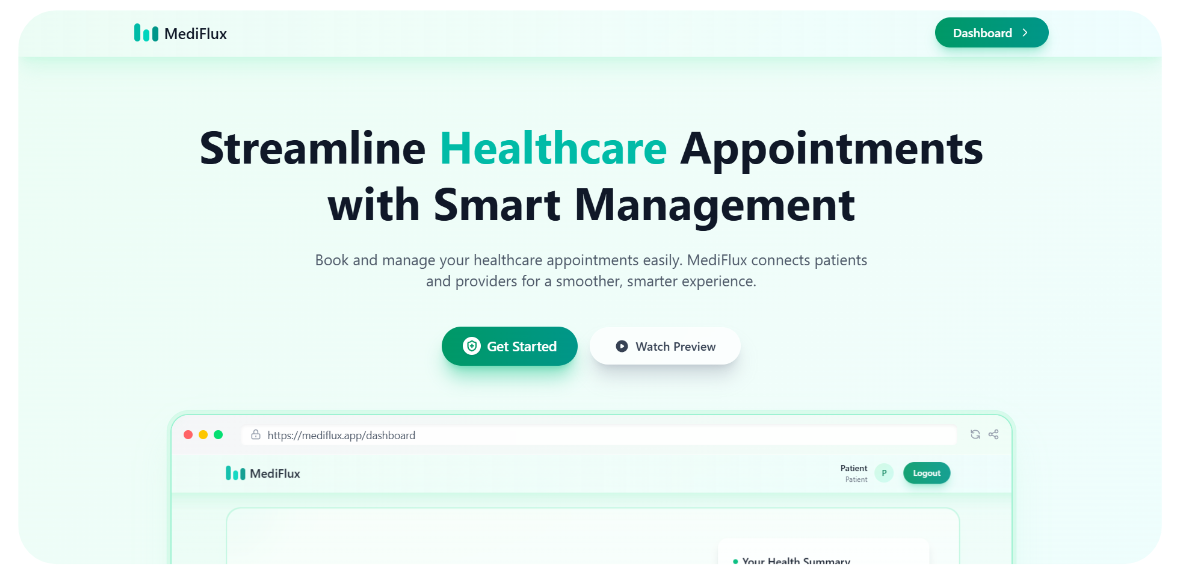 MediFlux
Dashboard
Streamline Healthcare Appointments
with Smart Management
Book and manage your healthcare appointments easily. MediFlux connects patients
and providers for a smoother, smarter experience.
Get Started
Watch Preview
https://mediflux.app/dashboard
MediFlux
Patient
Patient
P
Logout
Your Health Summary